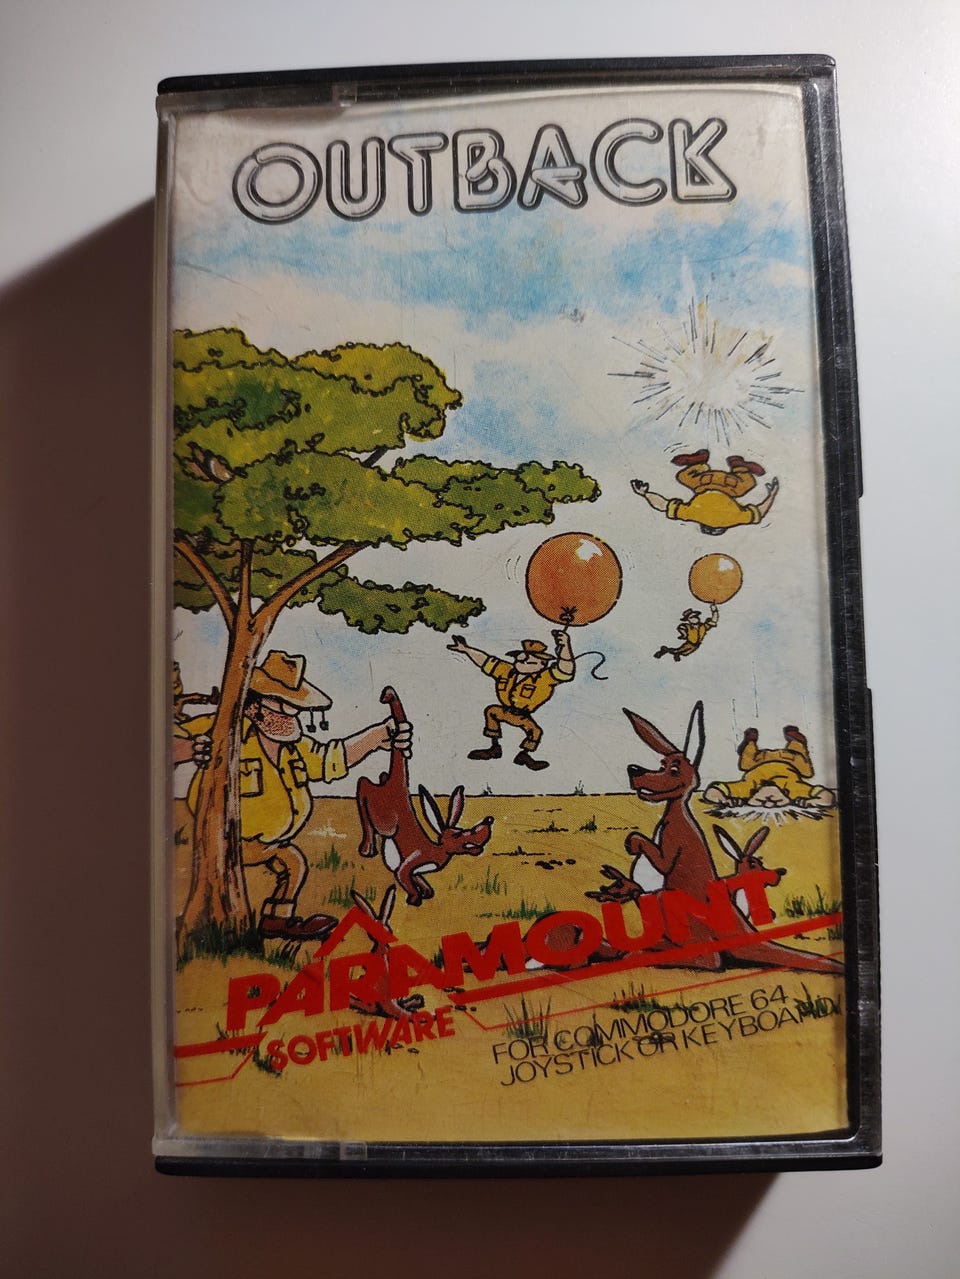 OUTBACK
PARAMOUNT
SOFTWARE
FOR COMMODORE 64
JOYSTICK OR KEYBOARD